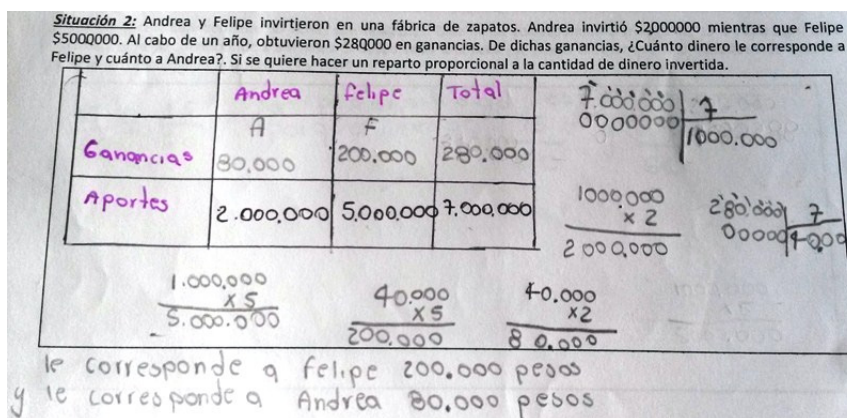 Situación 2: Andrea y Felipe invirtieron en una fábrica de zapatos. Andrea invirtió $2000000 mientras que Felipe
$5000000. Al cabo de un año, obtuvieron $280000 en ganancias. De dichas ganancias, ¿Cuánto dinero le corresponde a
Felipe y cuánto a Andrea?. Si se quiere hacer un reparto proporcional a la cantidad de dinero invertida.
Andrea Felipe Total
A F
Ganancias 80.000 200.000 280.000
Aportes 2.000.000 5.000.000 7.000.000
7.000.000 7
0000000 1000.000
1000.000
x 2
2 000.000
280.000 7
00000 40.00
1.000.000
x 5
5.000.000
40.000
x 5
200.000
40.000
x 2
80.000
le corresponde a felipe 200.000 pesos
y le corresponde a Andrea 80.000 pesos